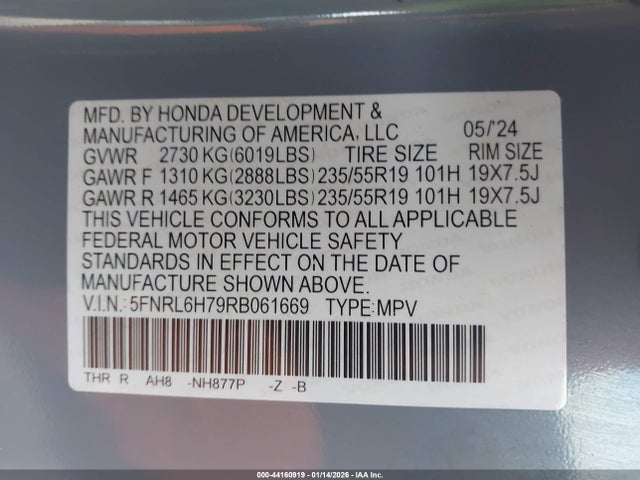 MFD. BY HONDA DEVELOPMENT &
MANUFACTURING OF AMERICA, LLC 05/'24
GVWR 2730 KG(6019LBS) TIRE SIZE RIM SIZE
GAWR F 1310 KG(2888LBS) 235/55R19 101H 19X7.5J
GAWR R 1465 KG(3230LBS) 235/55R19 101H 19X7.5J
THIS VEHICLE CONFORMS TO ALL APPLICABLE
FEDERAL MOTOR VEHICLE SAFETY
STANDARDS IN EFFECT ON THE DATE OF
MANUFACTURE SHOWN ABOVE.
V.I.N.: 5FNRL6H79RB061669 TYPE:MPV
THR R AH8 -NH877P -Z -B
000-44160919 | 01/14/2026 | IAA Inc.